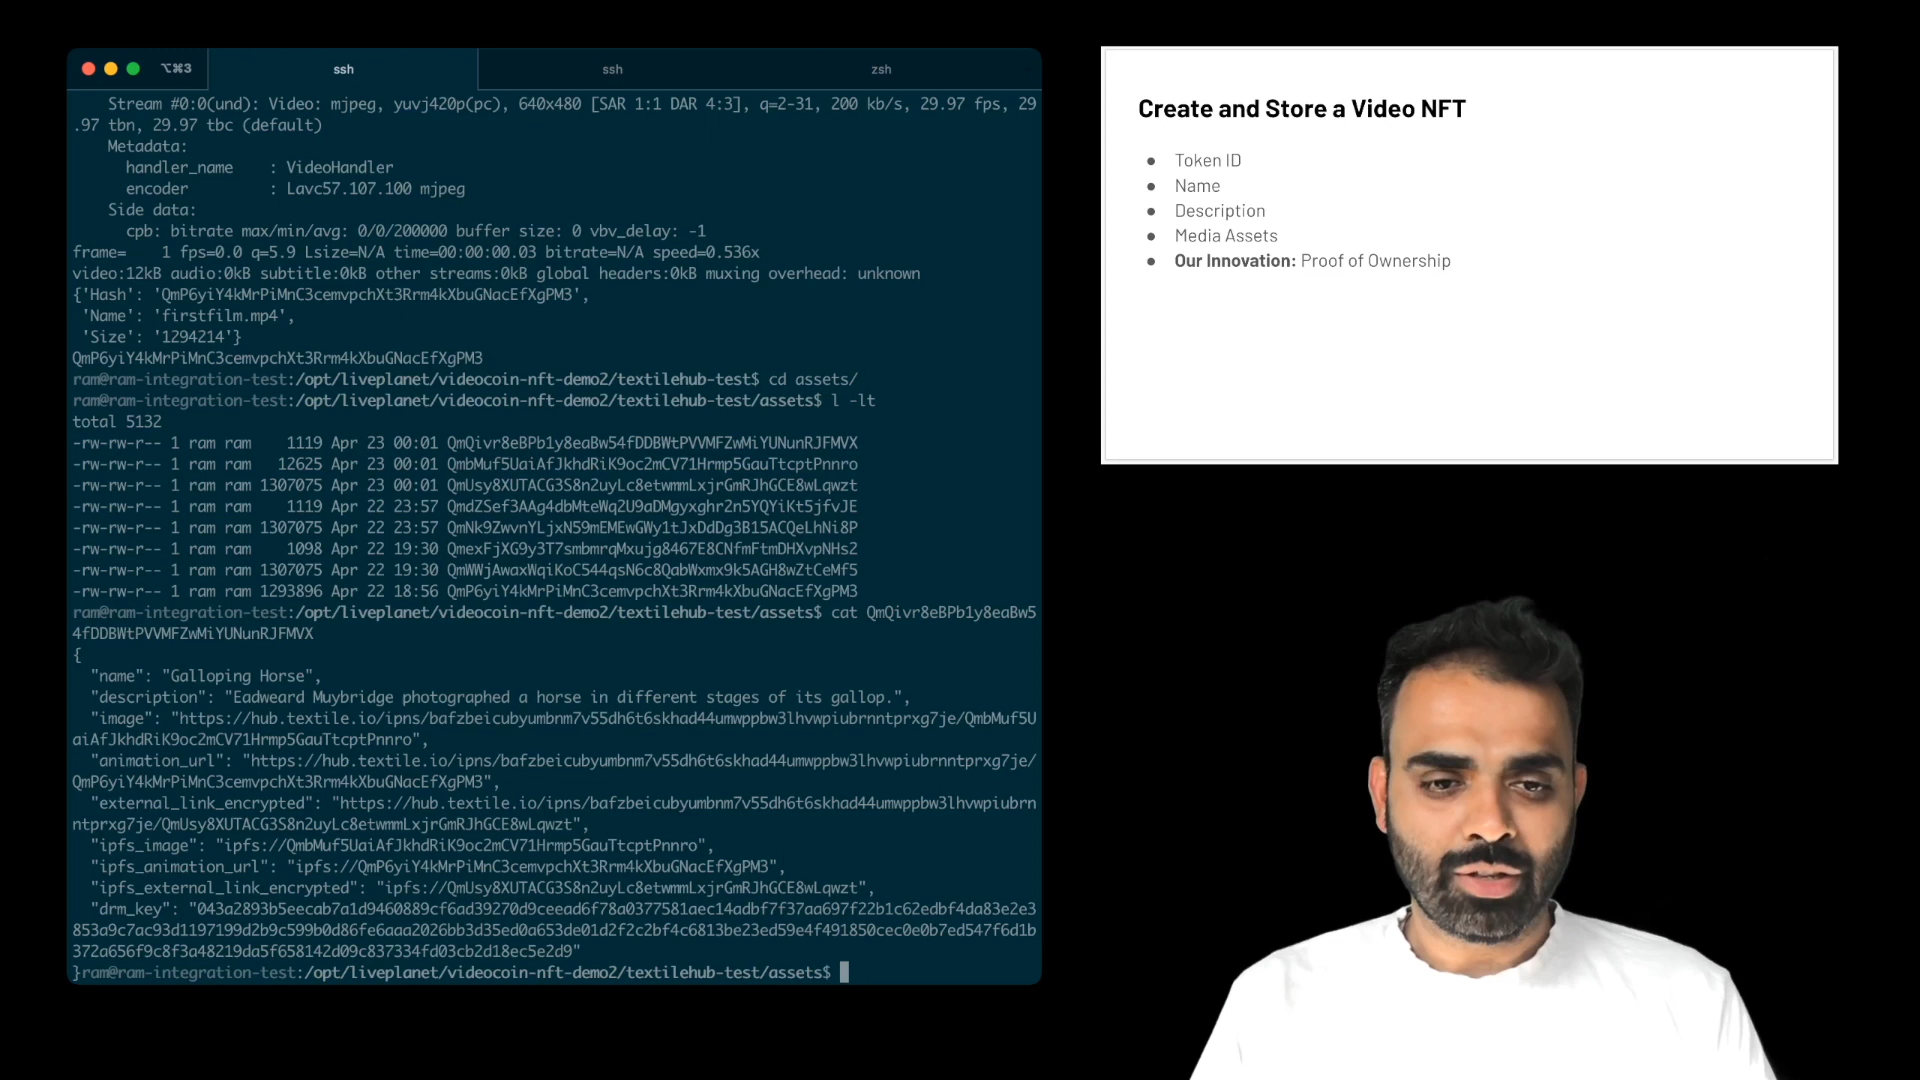 ⌥⌘3
ssh
ssh
zsh
Stream #0:0(und): Video: mjpeg, yuvj420p(pc), 640x480 [SAR 1:1 DAR 4:3], q=2-31, 200 kb/s, 29.97 fps, 29
.97 tbn, 29.97 tbc (default)
Metadata:
handler_name : VideoHandler
encoder : Lavc57.107.100 mjpeg
Side data:
cpb: bitrate max/min/avg: 0/0/200000 buffer size: 0 vbv_delay: -1
frame= 1 fps=0.0 q=5.9 Lsize=N/A time=00:00:00.03 bitrate=N/A speed=0.536x
video:12kB audio:0kB subtitle:0kB other streams:0kB global headers:0kB muxing overhead: unknown
{'Hash': 'QmP6yiY4kMrPiMnC3cemvpchXt3Rrm4kXbuGNacEfXgPM3',
'Name': 'firstfilm.mp4',
'Size': '1294214'}
QmP6yiY4kMrPiMnC3cemvpchXt3Rrm4kXbuGNacEfXgPM3
ram@ram-integration-test:/opt/liveplanet/videocoin-nft-demo2/textilehub-test$ cd assets/
ram@ram-integration-test:/opt/liveplanet/videocoin-nft-demo2/textilehub-test/assets$ l -lt
total 5132
-rw-rw-r-- 1 ram ram 1119 Apr 23 00:01 QmQivr8eBPb1y8eaBw54fDDBWtPVVMFZwMiYUNunRJFMVX
-rw-rw-r-- 1 ram ram 12625 Apr 23 00:01 QmbMuf5UaiAfJkhdRiK9oc2mCV71Hrmp5GauTtcptPnnro
-rw-rw-r-- 1 ram ram 1307075 Apr 23 00:01 QmUsy8XUTACG3S8n2uyLc8etwmmLxjrGmRJhGCE8wLqwzt
-rw-rw-r-- 1 ram ram 1119 Apr 22 23:57 QmdZSef3AAg4dbMteWq2U9aDMgyxghr2n5YQYiKt5jfvJE
-rw-rw-r-- 1 ram ram 1307075 Apr 22 23:57 QmNk9ZwvnYLjxN59mEMEwGWy1tJxDdDg3B15ACQeLhNi8P
-rw-rw-r-- 1 ram ram 1098 Apr 22 19:30 QmexFjXG9y3T7smbmrqMxujg8467E8CNfmFtmDHXvpNHs2
-rw-rw-r-- 1 ram ram 1307075 Apr 22 19:30 QmWWjAwaxWqiKoC544qsN6c8QabWxmx9k5AGH8wZtCeMf5
-rw-rw-r-- 1 ram ram 1293896 Apr 22 18:56 QmP6yiY4kMrPiMnC3cemvpchXt3Rrm4kXbuGNacEfXgPM3
ram@ram-integration-test:/opt/liveplanet/videocoin-nft-demo2/textilehub-test/assets$ cat QmQivr8eBPb1y8eaBw5
4fDDBWtPVVMFZwMiYUNunRJFMVX
{
"name": "Galloping Horse",
"description": "Eadweard Muybridge photographed a horse in different stages of its gallop.",
"image": "https://hub.textile.io/ipns/bafzbeicubyumbnm7v55dh6t6skhad44umwppbw3lhvwpiubrnntprxg7je/QmbMuf5U
aiAfJkhdRiK9oc2mCV71Hrmp5GauTtcptPnnro",
"animation_url": "https://hub.textile.io/ipns/bafzbeicubyumbnm7v55dh6t6skhad44umwppbw3lhvwpiubrnntprxg7je/
QmP6yiY4kMrPiMnC3cemvpchXt3Rrm4kXbuGNacEfXgPM3",
"external_link_encrypted": "https://hub.textile.io/ipns/bafzbeicubyumbnm7v55dh6t6skhad44umwppbw3lhvwpiubrn
ntprxg7je/QmUsy8XUTACG3S8n2uyLc8etwmmLxjrGmRJhGCE8wLqwzt",
"ipfs_image": "ipfs://QmbMuf5UaiAfJkhdRiK9oc2mCV71Hrmp5GauTtcptPnnro",
"ipfs_animation_url": "ipfs://QmP6yiY4kMrPiMnC3cemvpchXt3Rrm4kXbuGNacEfXgPM3",
"ipfs_external_link_encrypted": "ipfs://QmUsy8XUTACG3S8n2uyLc8etwmmLxjrGmRJhGCE8wLqwzt",
"drm_key": "043a2893b5eecab7a1d9460889cf6ad39270d9ceead6f78a0377581aec14adbf7f37aa697f22b1c62edbf4da83e2e3
853a9c7ac93d1197199d2b9c599b0d86fe6aaa2026bb3d35ed0a653de01d2f2c2bf4c6813be23ed59e4f491850cec0e0b7ed547f6d1b
372a656f9c8f3a48219da5f658142d09c837334fd03cb2d18ec5e2d9"
}ram@ram-integration-test:/opt/liveplanet/videocoin-nft-demo2/textilehub-test/assets$
Create and Store a Video NFT
● Token ID
● Name
● Description
● Media Assets
● Our Innovation: Proof of Ownership